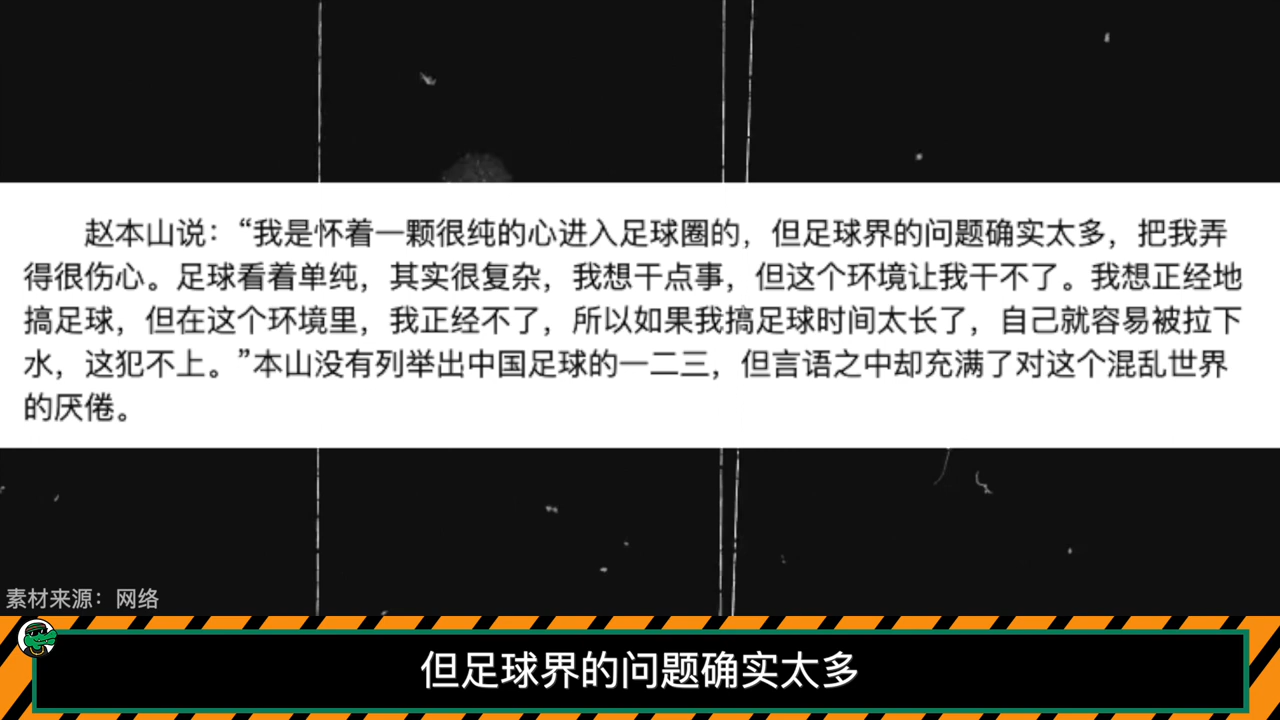 赵本山说：“我是怀着一颗很纯的心进入足球圈的，但足球界的问题确实太多，把我弄
得很伤心。足球看着单纯，其实很复杂，我想干点事，但这个环境让我干不了。我想正经地
搞足球，但在这个环境里，我正经不了，所以如果我搞足球时间太长了，自己就容易被拉下
水，这犯不上。”本山没有列举出中国足球的一二三，但言语之中却充满了对这个混乱世界
的厌倦。
素材来源：网络
但足球界的问题确实太多